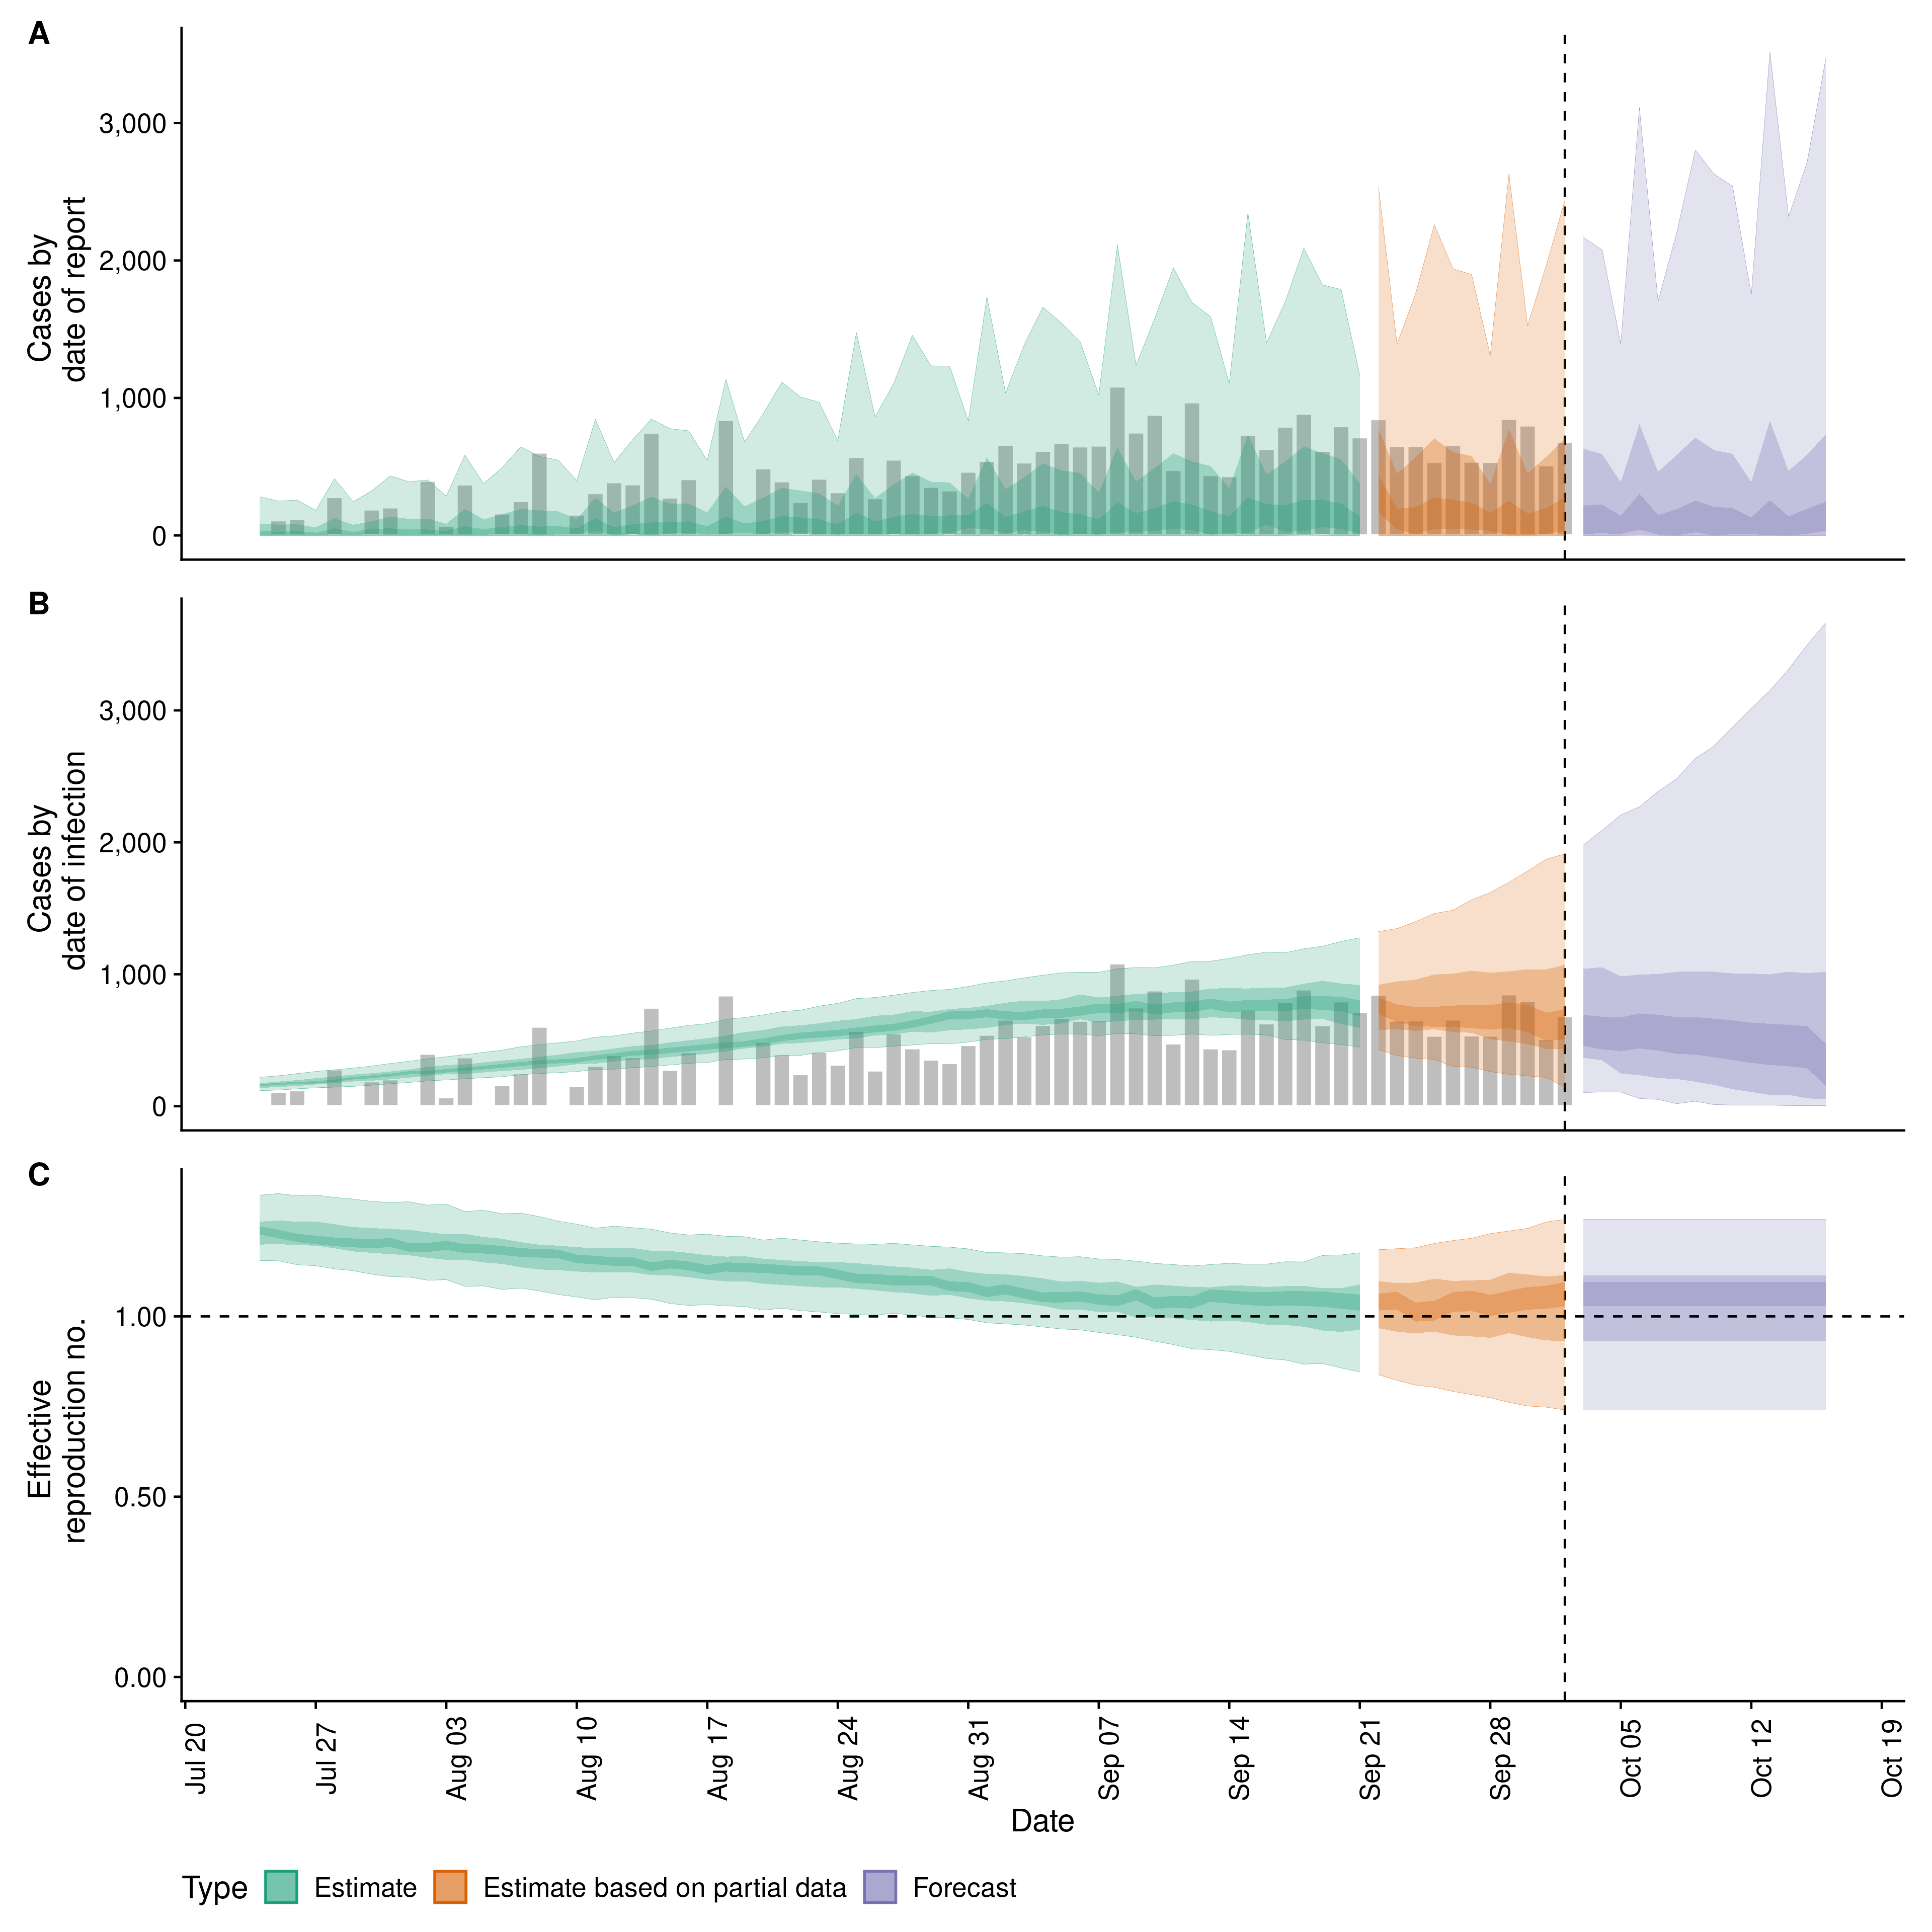 A
Cases by
date of report
3,000
2,000
1,000
0
B
Cases by
date of infection
3,000
2,000
1,000
0
C
Effective
reproduction no.
1.00
0.50
0.00
Jul 20
Jul 27
Aug 03
Aug 10
Aug 17
Aug 24
Aug 31
Sep 07
Sep 14
Sep 21
Sep 28
Oct 05
Oct 12
Oct 19
Date
Type Estimate Estimate based on partial data Forecast